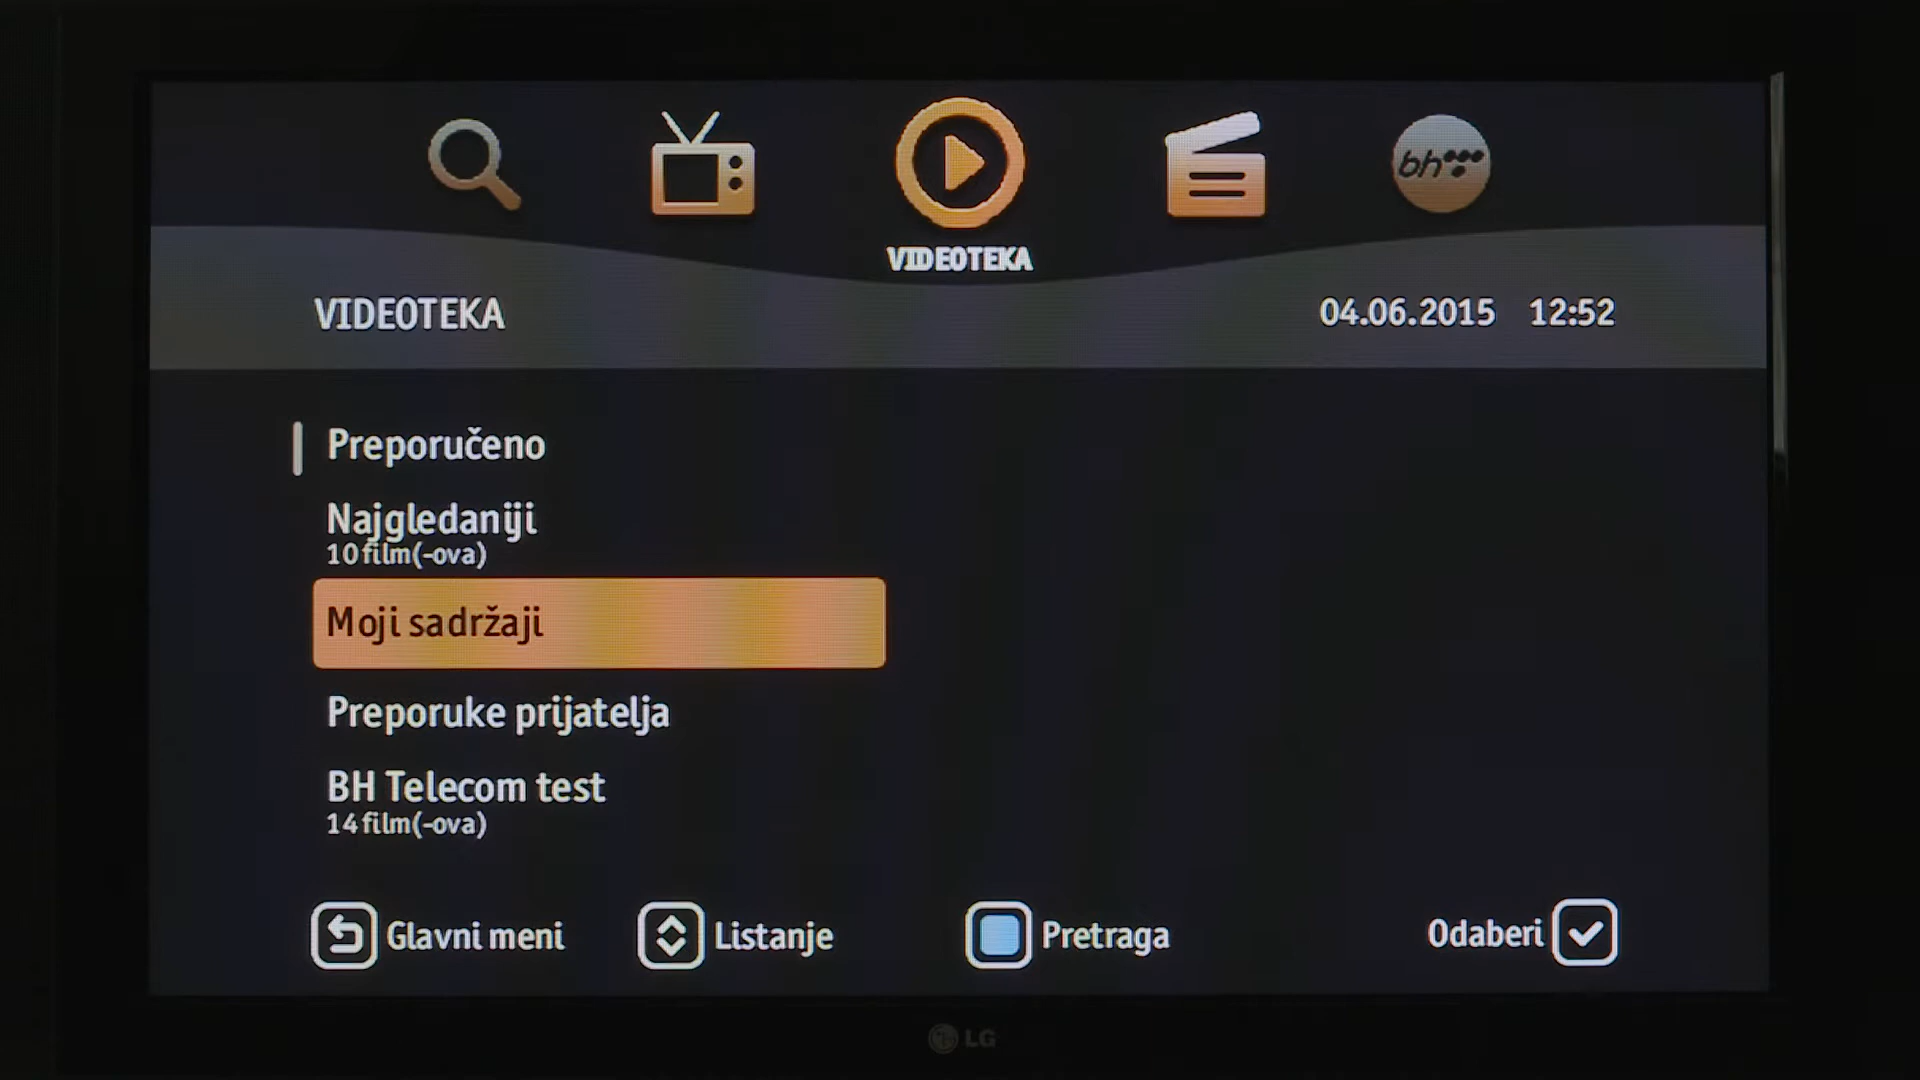 bh
VIDEOTEKA
VIDEOTEKA 04.06.2015 12:52
Preporučeno
Najgledaniji
10 film(-ova)
Moji sadržaji
Preporuke prijatelja
BH Telecom test
14 film(-ova)
Glavni meni Listanje Pretraga Odaberi
LG